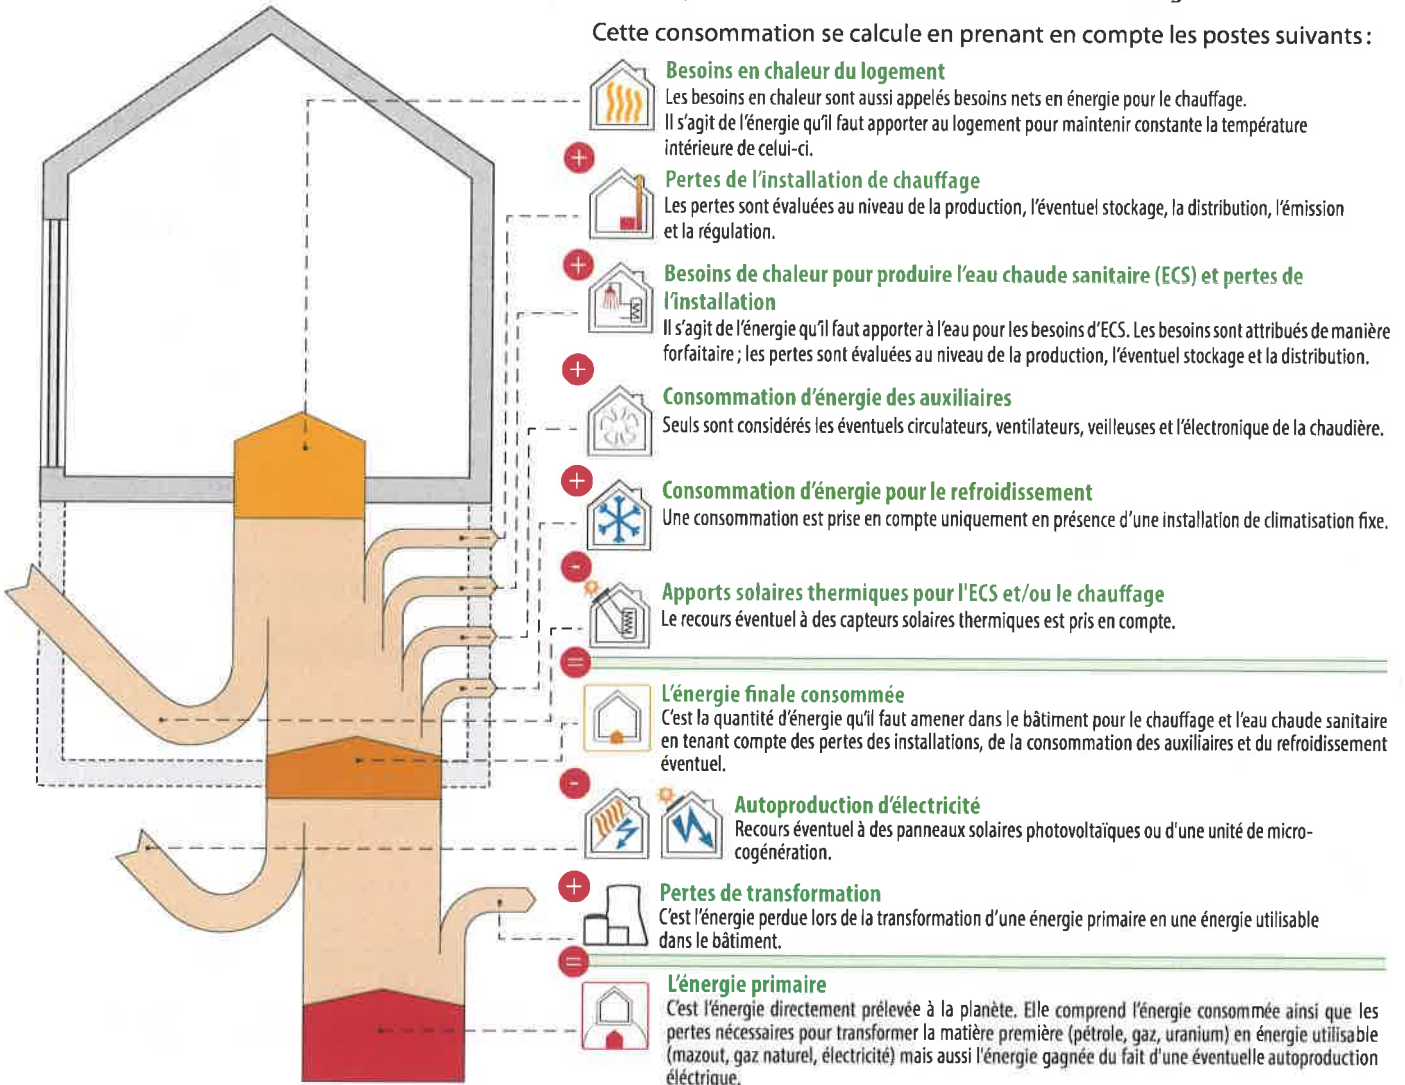 Cette consommation se calcule en prenant en compte les postes suivants :
Besoins en chaleur du logement
Les besoins en chaleur sont aussi appelés besoins nets en énergie pour le chauffage.
Il s'agit de l'énergie qu'il faut apporter au logement pour maintenir constante la température
intérieure de celui-ci.
+
Pertes de l'installation de chauffage
Les pertes sont évaluées au niveau de la production, l'éventuel stockage, la distribution, l'émission
et la régulation.
+
Besoins de chaleur pour produire l'eau chaude sanitaire (ECS) et pertes de
l'installation
Il s'agit de l'énergie qu'il faut apporter à l'eau pour les besoins d'ECS. Les besoins sont attribués de manière
forfaitaire ; les pertes sont évaluées au niveau de la production, l'éventuel stockage et la distribution.
+
Consommation d'énergie des auxiliaires
Seuls sont considérés les éventuels circulateurs, ventilateurs, veilleuses et l'électronique de la chaudière.
+
Consommation d'énergie pour le refroidissement
Une consommation est prise en compte uniquement en présence d'une installation de climatisation fixe.
-
Apports solaires thermiques pour l'ECS et/ou le chauffage
Le recours éventuel à des capteurs solaires thermiques est pris en compte.
=
L'énergie finale consommée
C'est la quantité d'énergie qu'il faut amener dans le bâtiment pour le chauffage et l'eau chaude sanitaire
en tenant compte des pertes des installations, de la consommation des auxiliaires et du refroidissement
éventuel.
-
Autoproduction d'électricité
Recours éventuel à des panneaux solaires photovoltaïques ou d'une unité de micro-
cogénération.
+
Pertes de transformation
C'est l'énergie perdue lors de la transformation d'une énergie primaire en une énergie utilisable
dans le bâtiment.
=
L'énergie primaire
C'est l'énergie directement prélevée à la planète. Elle comprend l'énergie consommée ainsi que les
pertes nécessaires pour transformer la matière première (pétrole, gaz, uranium) en énergie utilisable
(mazout, gaz naturel, électricité) mais aussi l'énergie gagnée du fait d'une éventuelle autoproduction
éléctrique.